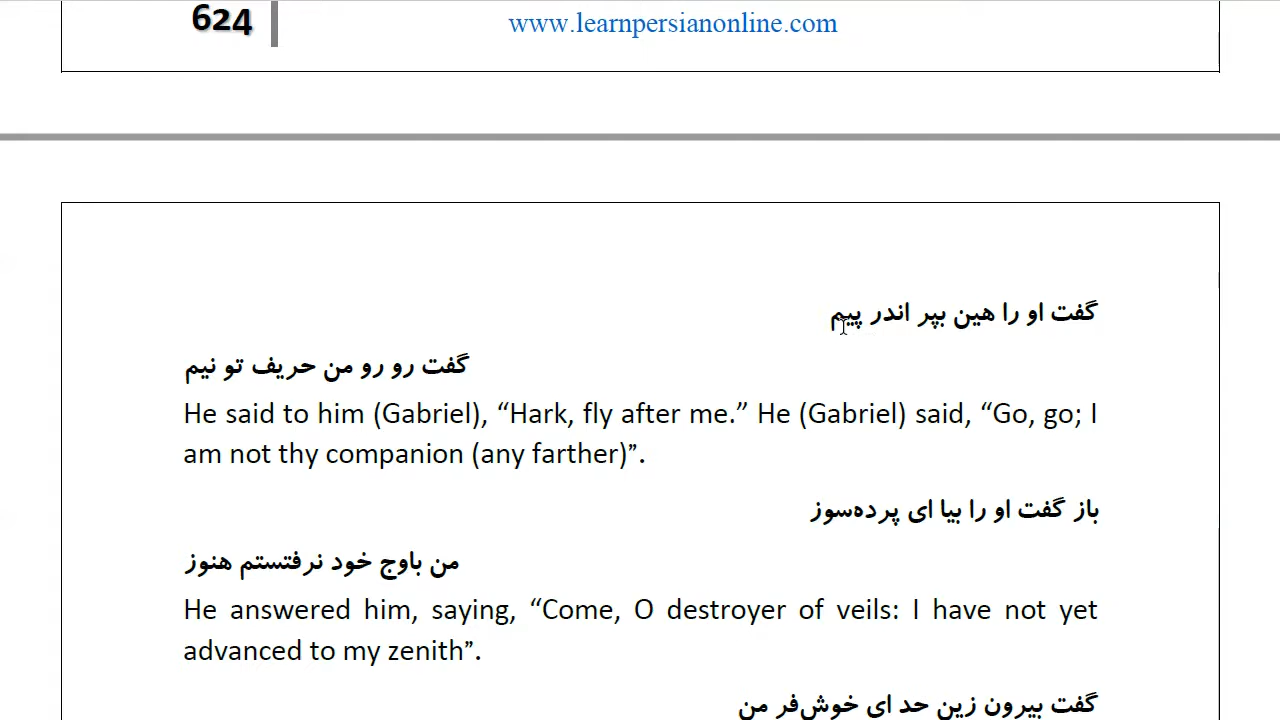 624
www.learnpersianonline.com
گفت او را هین بپر اندر پیم
گفت رو رو من حریف تو نیم
He said to him (Gabriel), “Hark, fly after me.” He (Gabriel) said, “Go, go; I
am not thy companion (any farther)”.
باز گفت او را بیا ای پرده‌سوز
من باوج خود نرفتستم هنوز
He answered him, saying, “Come, O destroyer of veils: I have not yet
advanced to my zenith”.
گفت بیرون زین حد ای خوش‌فر من